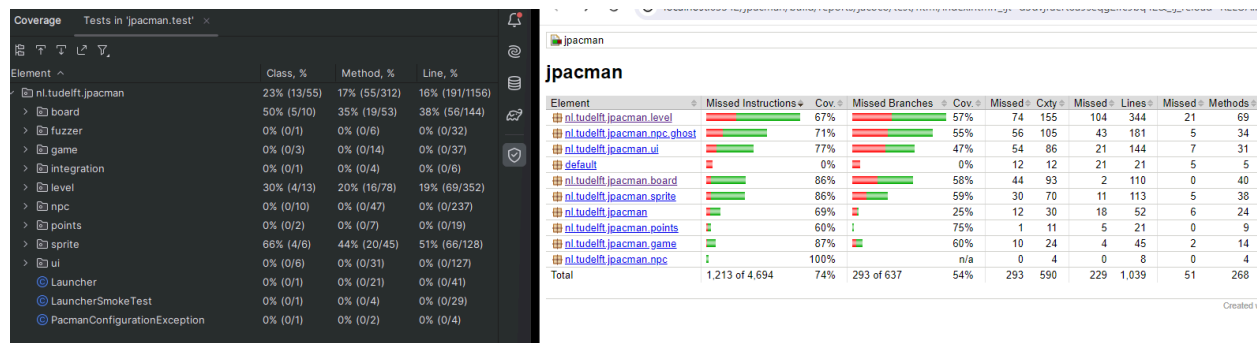 Coverage Tests in 'jpacman.test' ×
Element Class, % Method, % Line, %
nl.tudelft.jpacman 23% (13/55) 17% (55/312) 16% (191/1156)
board 50% (5/10) 35% (19/53) 38% (56/144)
fuzzer 0% (0/1) 0% (0/6) 0% (0/32)
game 0% (0/3) 0% (0/14) 0% (0/37)
integration 0% (0/1) 0% (0/4) 0% (0/6)
level 30% (4/13) 20% (16/78) 19% (69/352)
npc 0% (0/10) 0% (0/47) 0% (0/237)
points 0% (0/2) 0% (0/7) 0% (0/19)
sprite 66% (4/6) 44% (20/45) 51% (66/128)
ui 0% (0/6) 0% (0/31) 0% (0/127)
Launcher 0% (0/1) 0% (0/21) 0% (0/41)
LauncherSmokeTest 0% (0/1) 0% (0/4) 0% (0/29)
PacmanConfigurationException 0% (0/1) 0% (0/2) 0% (0/4)
jpacman
jpacman
Element Missed Instructions Cov. Missed Branches Cov. Missed Cxty Missed Lines Missed Methods
nl.tudelft.jpacman.level 67% 57% 74 155 104 344 21 69
nl.tudelft.jpacman.npc.ghost 71% 55% 56 105 43 181 5 34
nl.tudelft.jpacman.ui 77% 47% 54 86 21 144 7 31
default 0% 0% 12 12 21 21 5 5
nl.tudelft.jpacman.board 86% 58% 44 93 2 110 0 40
nl.tudelft.jpacman.sprite 86% 59% 30 70 11 113 5 38
nl.tudelft.jpacman 69% 25% 12 30 18 52 6 24
nl.tudelft.jpacman.points 60% 75% 1 11 5 21 0 9
nl.tudelft.jpacman.game 87% 60% 10 24 4 45 2 14
nl.tudelft.jpacman.npc 100% n/a 0 4 0 8 0 4
Total 1,213 of 4,694 74% 293 of 637 54% 293 590 229 1,039 51 268
Created